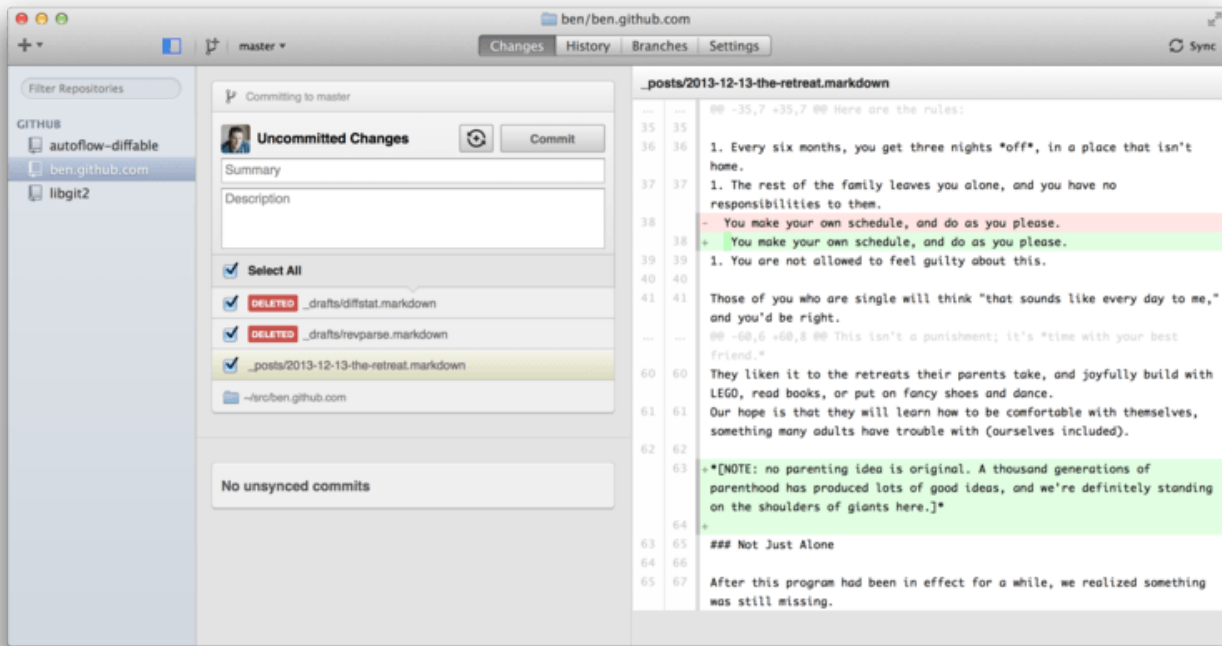 ben/ben.github.com
master
Changes History Branches Settings
Sync
Filter Repositories
GITHUB
autoflow-diffable
ben.github.com
libgit2
Committing to master
Uncommitted Changes
Commit
Summary
Description
Select All
DELETED _drafts/diffstat.markdown
DELETED _drafts/revparse.markdown
_posts/2013-12-13-the-retreat.markdown
~/src/ben.github.com
No unsynced commits
_posts/2013-12-13-the-retreat.markdown
... ... @@ -35,7 +35,7 @@ Here are the rules:
35 35
36 36 1. Every six months, you get three nights *off*, in a place that isn't
home.
37 37 1. The rest of the family leaves you alone, and you have no
responsibilities to them.
38 - You make your own schedule, and do as you please.
38 + You make your own schedule, and do as you please.
39 39 1. You are not allowed to feel guilty about this.
40 40
41 41 Those of you who are single will think "that sounds like every day to me,"
and you'd be right.
... ... @@ -60,6 +60,8 @@ This isn't a punishment; it's *time with your best
friend.*
60 60 They liken it to the retreats their parents take, and joyfully build with
LEGO, read books, or put on fancy shoes and dance.
61 61 Our hope is that they will learn how to be comfortable with themselves,
something many adults have trouble with (ourselves included).
62 62
63 +*[NOTE: no parenting idea is original. A thousand generations of
parenthood has produced lots of good ideas, and we're definitely standing
on the shoulders of giants here.]*
64 +
63 65 ### Not Just Alone
64 66
65 67 After this program had been in effect for a while, we realized something
was still missing.